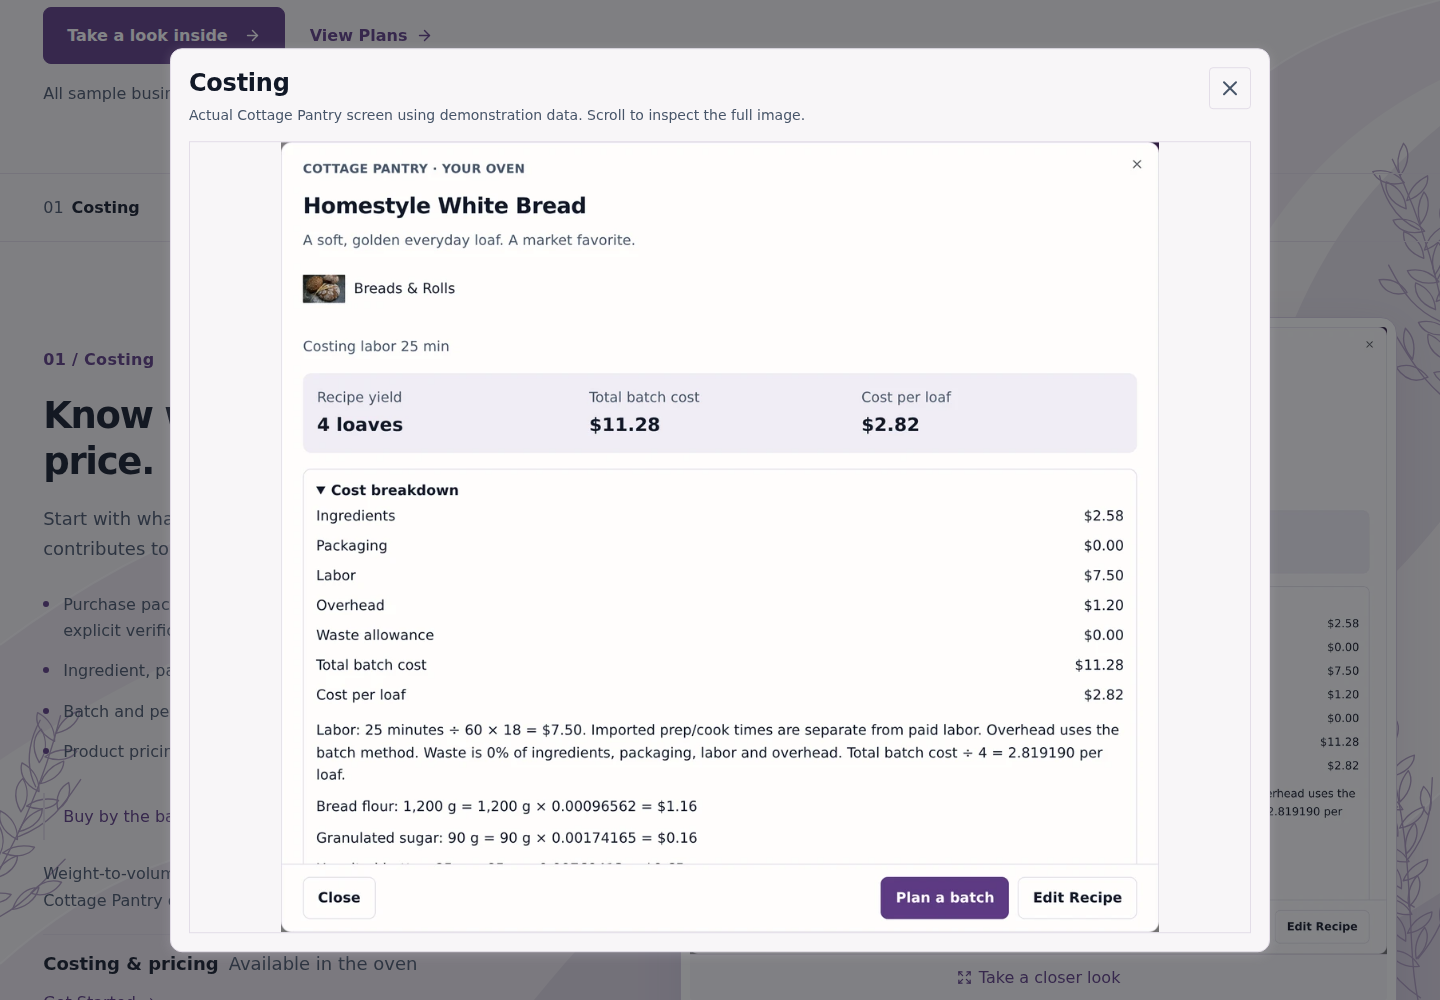 Take a look inside
View Plans
All sample busin
01 Costing
01 / Costing
Know
price.
Start with wha
contributes to
Purchase pac
explicit verific
Ingredient, pa
Batch and pe
Product pricin
Buy by the ba
Weight-to-volum
Cottage Pantry
Costing & pricing Available in the oven
Costing
Actual Cottage Pantry screen using demonstration data. Scroll to inspect the full image.
COTTAGE PANTRY · YOUR OVEN
×
Homestyle White Bread
A soft, golden everyday loaf. A market favorite.
Breads & Rolls
Costing labor 25 min
Recipe yield Total batch cost Cost per loaf
4 loaves $11.28 $2.82
▼ Cost breakdown
Ingredients $2.58
Packaging $0.00
Labor $7.50
Overhead $1.20
Waste allowance $0.00
Total batch cost $11.28
Cost per loaf $2.82
Labor: 25 minutes ÷ 60 × 18 = $7.50. Imported prep/cook times are separate from paid labor. Overhead uses the
batch method. Waste is 0% of ingredients, packaging, labor and overhead. Total batch cost ÷ 4 = 2.819190 per
loaf.
Bread flour: 1,200 g = 1,200 g × 0.00096562 = $1.16
Granulated sugar: 90 g = 90 g × 0.00174165 = $0.16
Close
Plan a batch
Edit Recipe
×
$2.58
$0.00
$7.50
$1.20
$0.00
$11.28
$2.82
erhead uses the
2.819190 per
Edit Recipe
Take a closer look